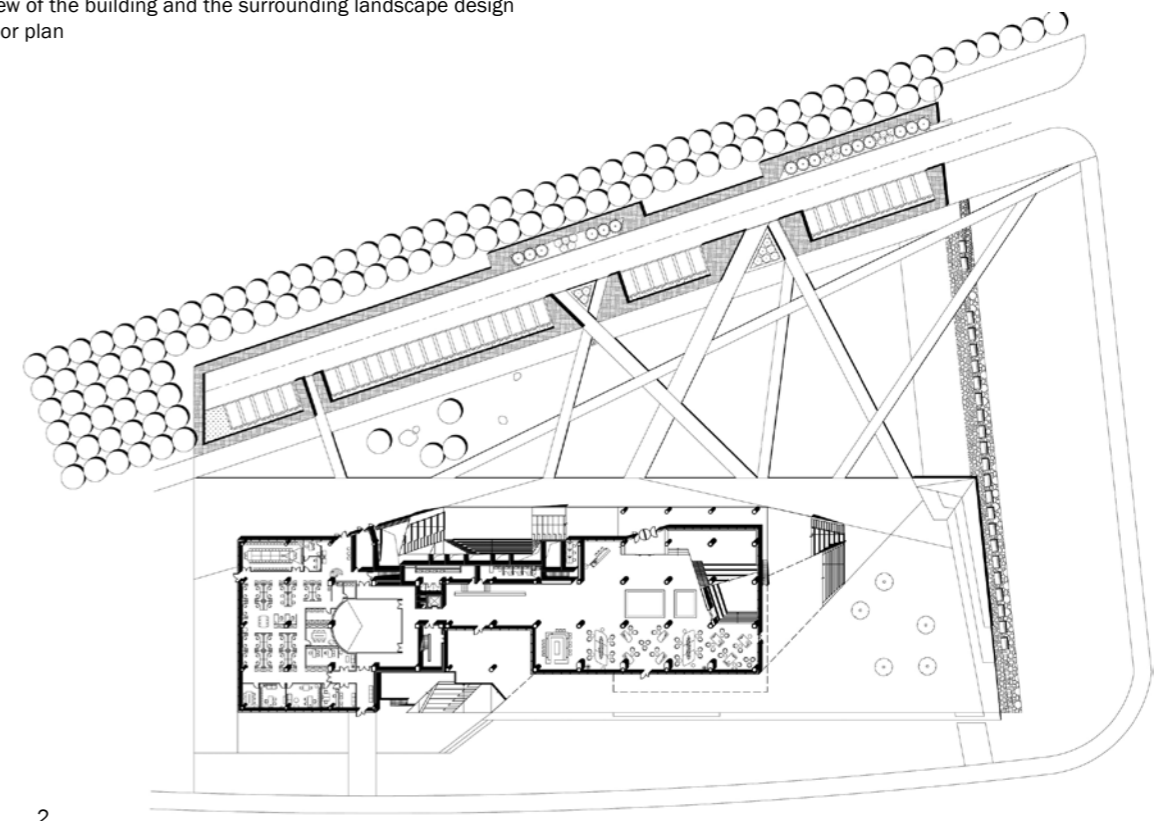 ew of the building and the surrounding landscape design
or plan
2